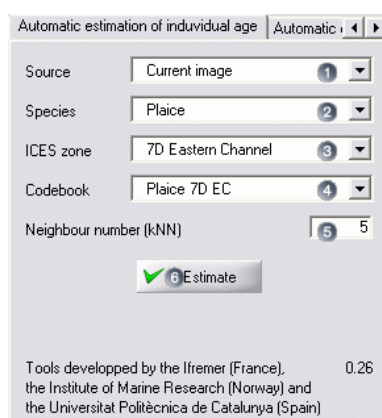 Automatic estimation of induvidual age Automatic
Source Current image 1
Species Plaice 2
ICES zone 7D Eastern Channel 3
Codebook Plaice 7D EC 4
Neighbour number (kNN) 5 5
6 Estimate
Tools developped by the Ifremer (France), 0.26
the Institute of Marine Research (Norway) and
the Universitat Politècnica de Catalunya (Spain)